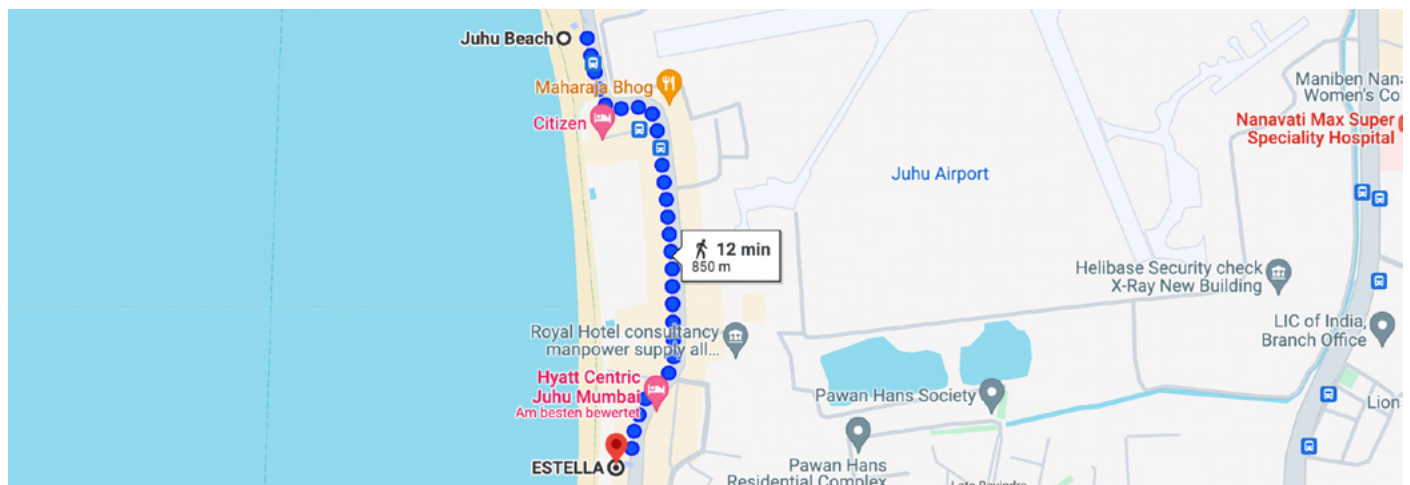 Juhu Beach
Maharaja Bhog
Citizen
Maniben Nana
Women's Co
Nanavati Max Super
Speciality Hospital
Juhu Airport
12 min
850 m
Helibase Security check
X-Ray New Building
LIC of India,
Branch Office
Royal Hotel consultancy
manpower supply all...
Hyatt Centric
Juhu Mumbai
Am besten bewertet
Pawan Hans Society
Lion
ESTELLA
Pawan Hans
Residential Complex